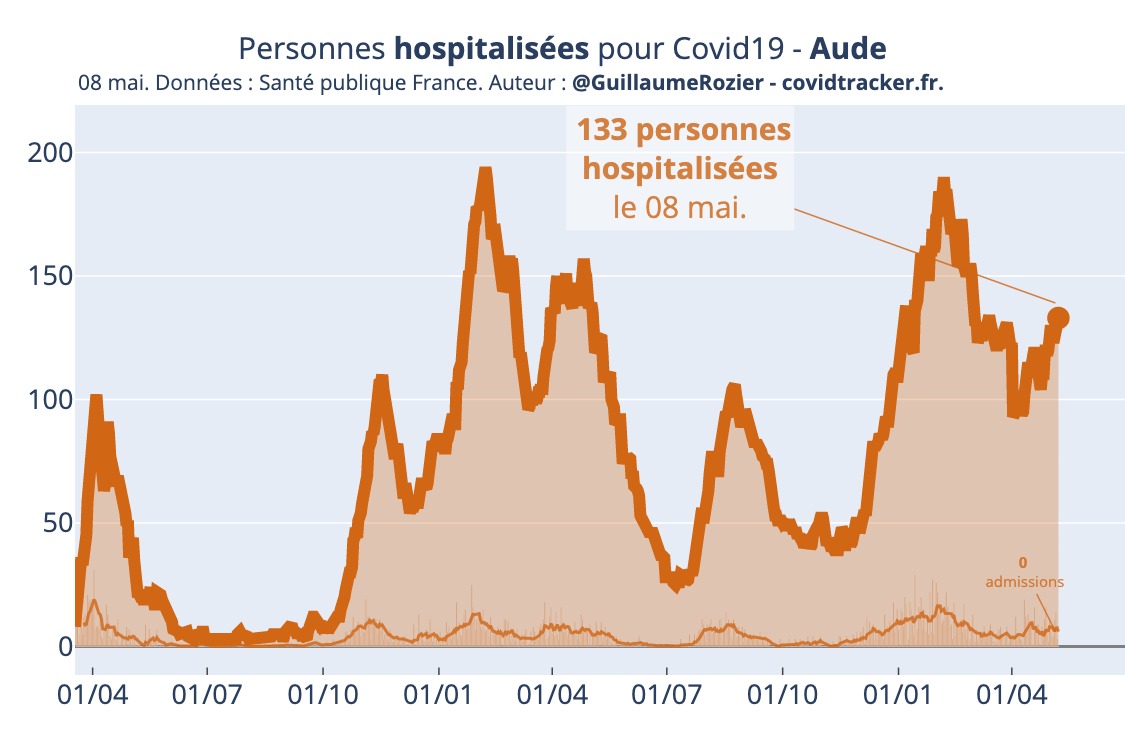 Personnes hospitalisées pour Covid19 - Aude
08 mai. Données : Santé publique France. Auteur : @GuillaumeRozier - covidtracker.fr.
133 personnes
hospitalisées
le 08 mai.
200
150
100
50
0
0
admissions
01/04 01/07 01/10 01/01 01/04 01/07 01/10 01/01 01/04